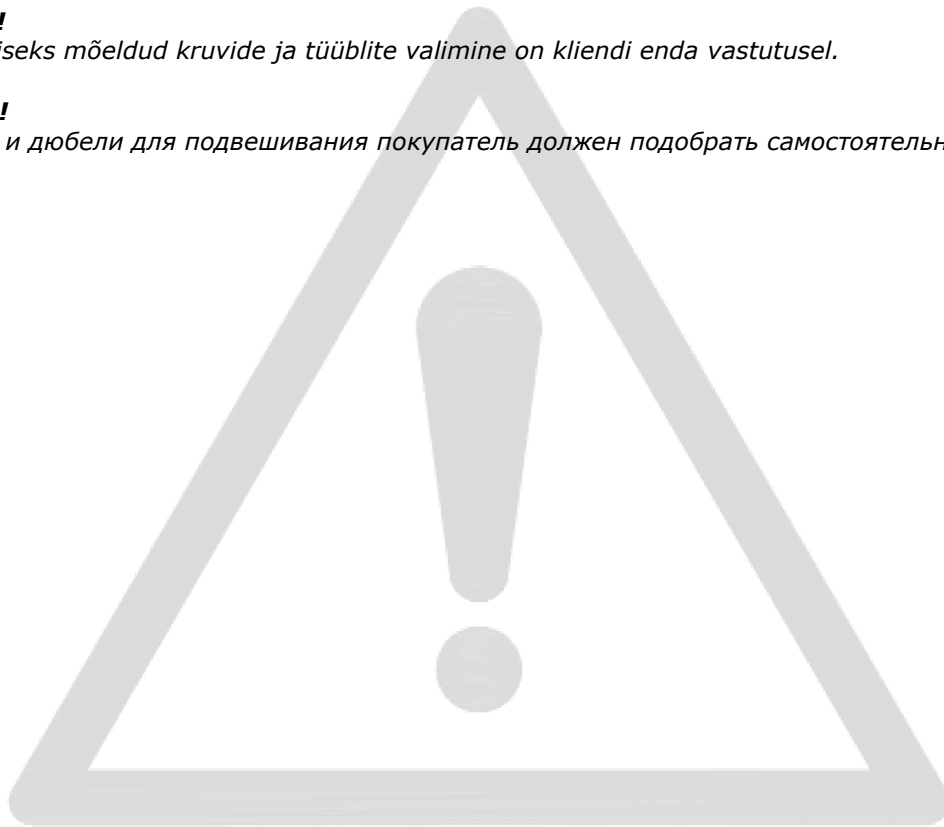 !
iseks mõeldud kruvide ja tüüblite valimine on kliendi enda vastutusel.
!
и дюбели для подвешивания покупатель должен подобрать самостоятельн